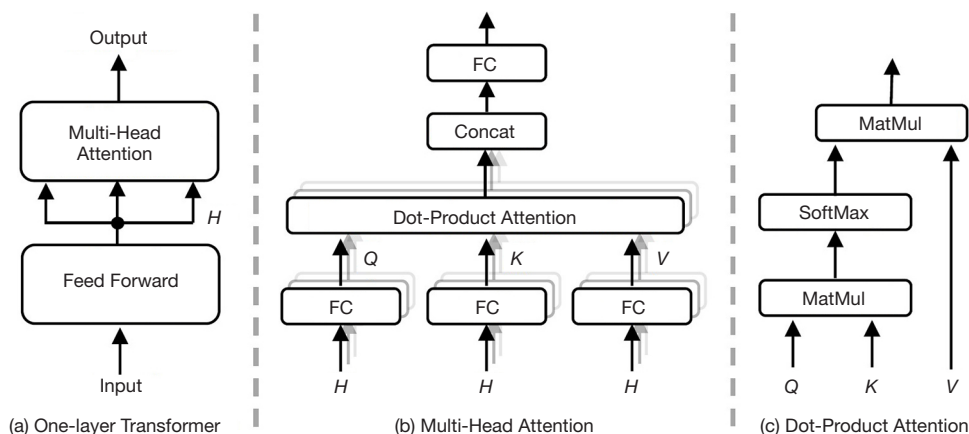 Output
Multi-Head
Attention
H
Feed Forward
Input
(a) One-layer Transformer
FC
Concat
Dot-Product Attention
Q
K
V
FC
FC
FC
H
H
H
(b) Multi-Head Attention
MatMul
SoftMax
MatMul
Q
K
V
(c) Dot-Product Attention